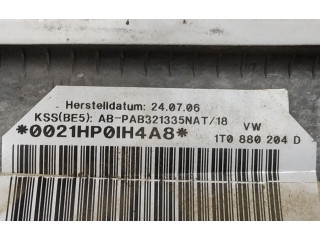 Herstelldatum: 24.07.06
KSS(BE5): AB-PAB321335NAT/18 VW
*0021HP0IH4A8* 1T0 880 204 D